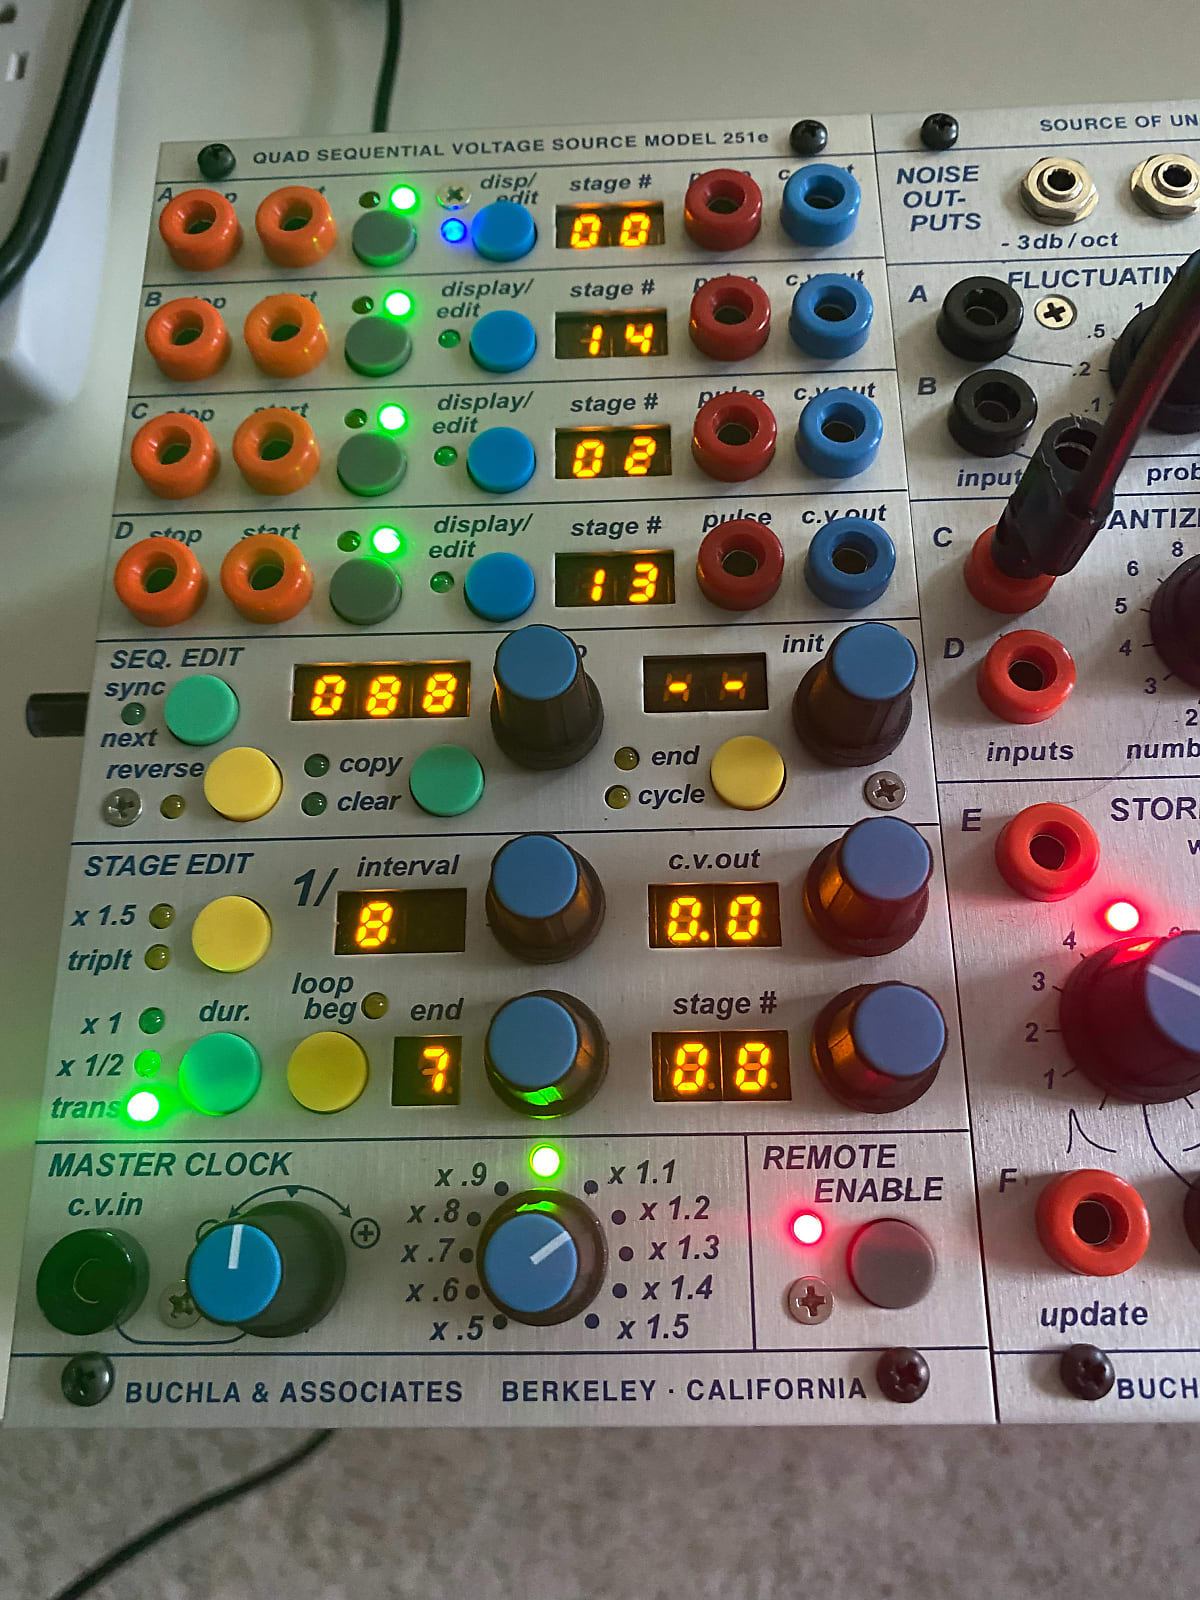 QUAD SEQUENTIAL VOLTAGE SOURCE MODEL 251e
A
disp/
edit
stage #
00
B
display/
edit
stage #
14
C
display/
edit
stage #
02
c.v.out
D stop
start
display/
edit
stage #
13
pulse
c.v.out
SEQ. EDIT
sync
next
reverse
088
copy
clear
--
init
end
cycle
STAGE EDIT
x 1.5
triplt
1/
interval
8
c.v.out
0.0
x 1
x 1/2
trans
dur.
loop
beg
end
7
stage #
00
MASTER CLOCK
c.v.in
x .9
x .8
x .7
x .6
x .5
x 1.1
x 1.2
x 1.3
x 1.4
x 1.5
REMOTE
ENABLE
BUCHLA & ASSOCIATES BERKELEY · CALIFORNIA
SOURCE OF UN
NOISE
OUT-
PUTS
- 3db/oct
A
FLUCTUATIN
.5
.2
.1
B
input
prob
C
ANTIZE
8
6
5
4
3
2
D
inputs
numb
E
STOR
4
3
2
1
F
update
BUCH